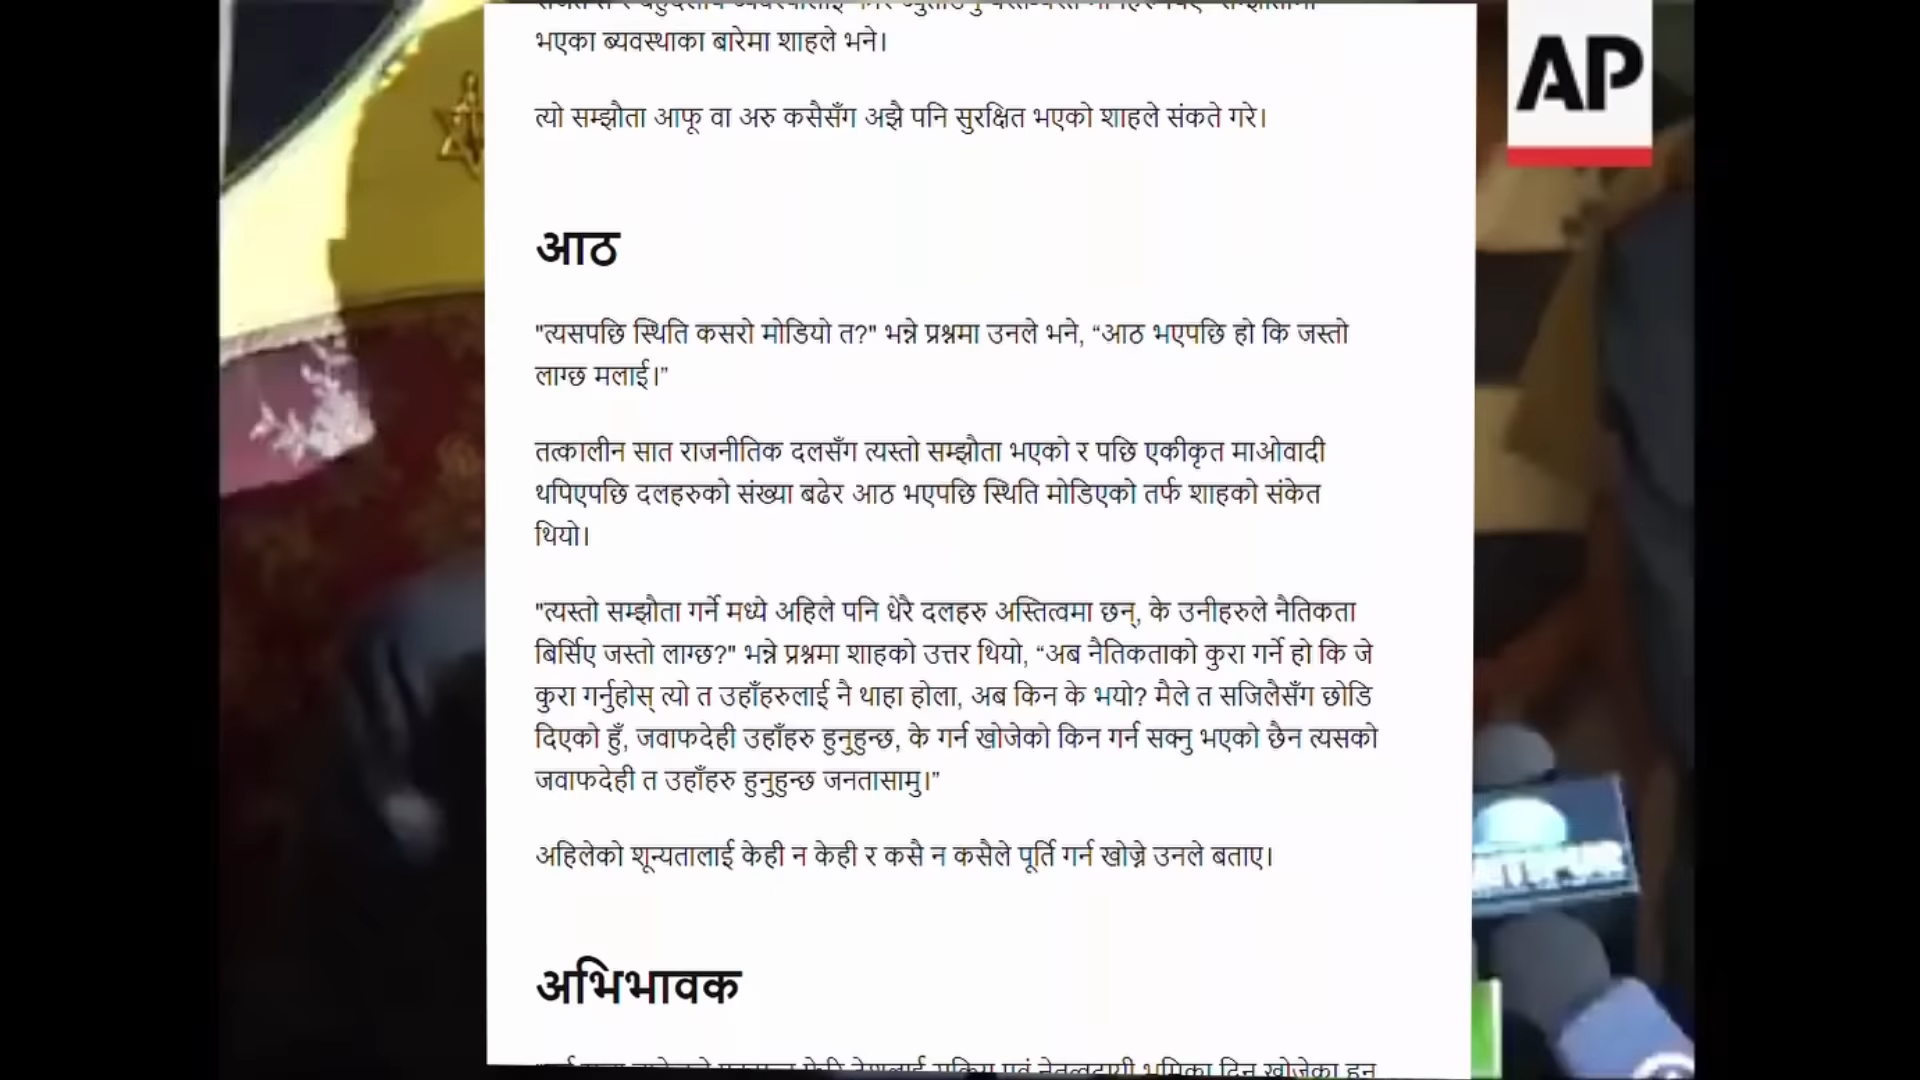 भएका ब्यवस्थाका बारेमा शाहले भने।
त्यो सम्झौता आफू वा अरु कसैसँग अझै पनि सुरक्षित भएको शाहले संकते गरे।
आठ
"त्यसपछि स्थिति कसरो मोडियो त?" भन्ने प्रश्नमा उनले भने, “आठ भएपछि हो कि जस्तो
लाग्छ मलाई।”
तत्कालीन सात राजनीतिक दलसँग त्यस्तो सम्झौता भएको र पछि एकीकृत माओवादी
थपिएपछि दलहरुको संख्या बढेर आठ भएपछि स्थिति मोडिएको तर्फ शाहको संकेत
थियो।
"त्यस्तो सम्झौता गर्ने मध्ये अहिले पनि धेरै दलहरु अस्तित्वमा छन्, के उनीहरुले नैतिकता
बिर्सिए जस्तो लाग्छ?" भन्ने प्रश्नमा शाहको उत्तर थियो, “अब नैतिकताको कुरा गर्ने हो कि जे
कुरा गर्नुहोस् त्यो त उहाँहरुलाई नै थाहा होला, अब किन के भयो? मैले त सजिलैसँग छोडि
दिएको हुँ, जवाफदेही उहाँहरु हुनुहुन्छ, के गर्न खोजेको किन गर्न सक्नु भएको छैन त्यसको
जवाफदेही त उहाँहरु हुनुहुन्छ जनतासामु।”
अहिलेको शून्यतालाई केही न केही र कसै न कसैले पूर्ति गर्न खोज्ने उनले बताए।
अभिभावक
AP